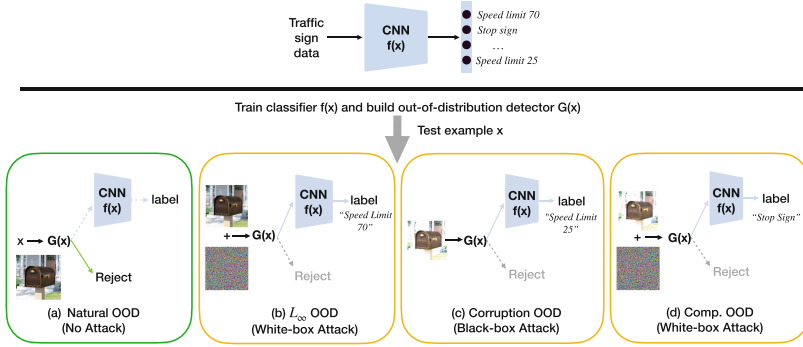 Traffic
sign
data
CNN
f(x)
Speed limit 70
Stop sign
...
Speed limit 25
Train classifier f(x) and build out-of-distribution detector G(x)
Test example x
CNN
f(x)
label
x
G(x)
Reject
(a) Natural OOD
(No Attack)
CNN
f(x)
label
“Speed Limit
70”
+
G(x)
Reject
(b) L∞ OOD
(White-box Attack)
CNN
f(x)
label
"Speed Limit
25”
G(x)
Reject
(c) Corruption OOD
(Black-box Attack)
CNN
f(x)
label
“Stop Sign”
+
G(x)
Reject
(d) Comp. OOD
(White-box Attack)